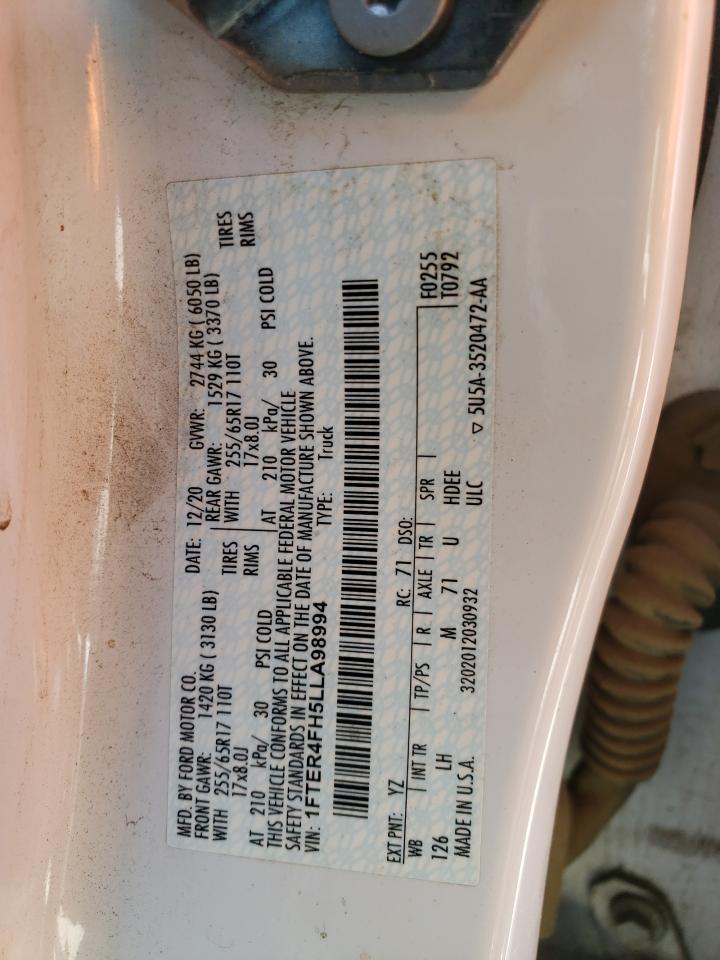 MFD. BY FORD MOTOR CO. DATE: 12/20 GVWR: 2744 KG ( 6050 LB)
FRONT GAWR: 1420 KG ( 3130 LB) REAR GAWR: 1529 KG ( 3370 LB)
WITH 255/65R17 110T TIRES WITH 255/65R17 110T TIRES
17x8.0J RIMS 17x8.0J RIMS
AT 210 kPa/ 30 PSI COLD AT 210 kPa/ 30 PSI COLD
THIS VEHICLE CONFORMS TO ALL APPLICABLE FEDERAL MOTOR VEHICLE
SAFETY STANDARDS IN EFFECT ON THE DATE OF MANUFACTURE SHOWN ABOVE.
VIN: 1FTER4FH5LLA98994 TYPE: Truck
EXT PNT: YZ RC: 71 DSO: F0255
WB INT TR TP/PS R AXLE TR SPR T0792
126 LH M 71 U HDEE
MADE IN U.S.A. 3202012030932 ULC ▽ 5U5A-3520472-AA